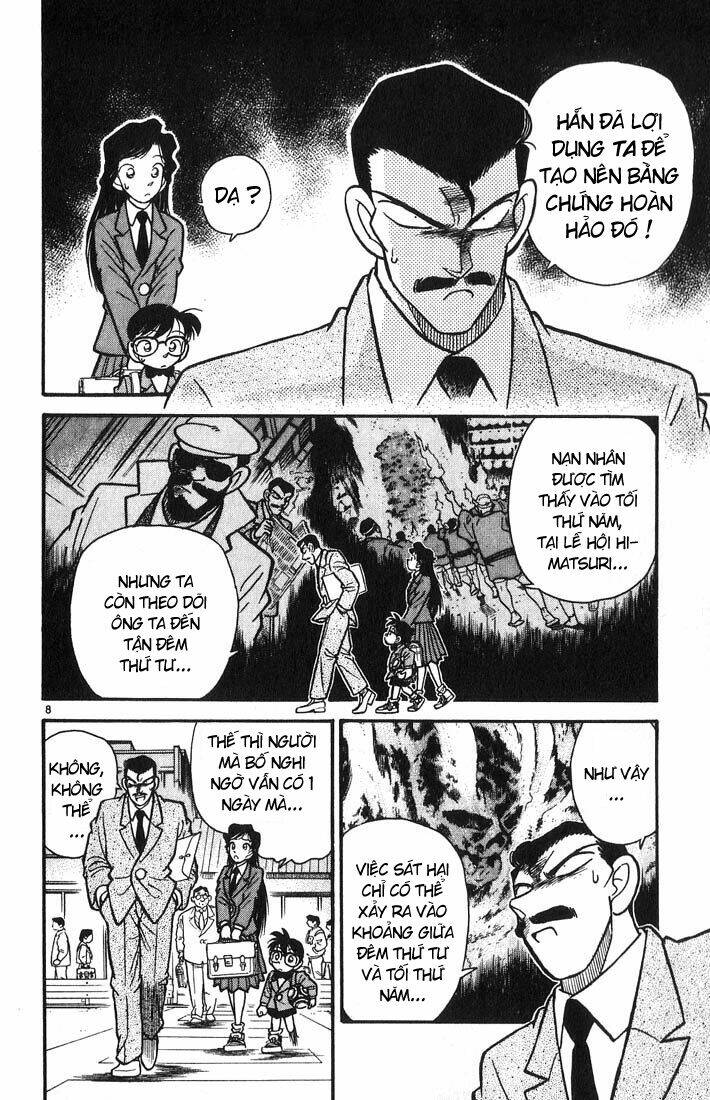 HẮN ĐÃ LỢI
DỤNG TA ĐỂ
TẠO NÊN BẰNG
CHỨNG HOÀN
HẢO ĐÓ !
DẠ ?
NẠN NHÂN
ĐƯỢC TÌM
THẤY VÀO TỐI
THỨ NĂM,
TẠI LỄ HỘI HI-
MATSURI...
NHƯNG TA
CÒN THEO DÕI
ÔNG TA ĐẾN
TẬN ĐÊM
THỨ TƯ...
8
NHƯ VẬY
...
VIỆC SÁT HẠI
CHỈ CÓ THỂ
XẢY RA VÀO
KHOẢNG GIỮA
ĐÊM THỨ TƯ
VÀ TỐI THỨ
NĂM...
THẾ THÌ NGƯỜI
MÀ BỐ NGHI
NGỜ VẪN CÓ 1
NGÀY MÀ...
KHÔNG,
KHÔNG
THỂ
...